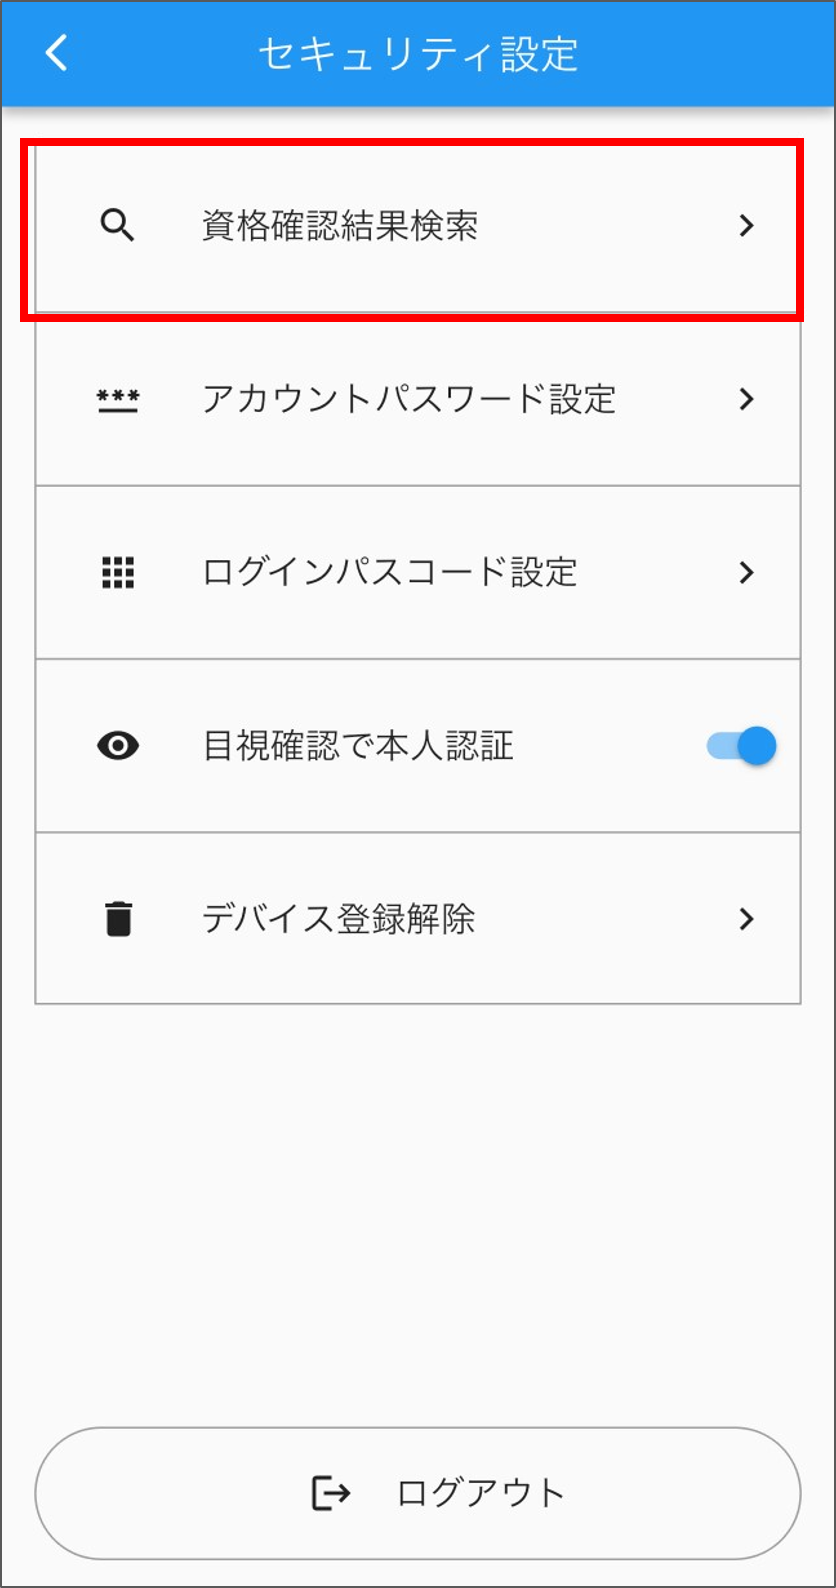 セキュリティ設定
資格確認結果検索
アカウントパスワード設定
ログインパスコード設定
目視確認で本人認証
デバイス登録解除
ログアウト